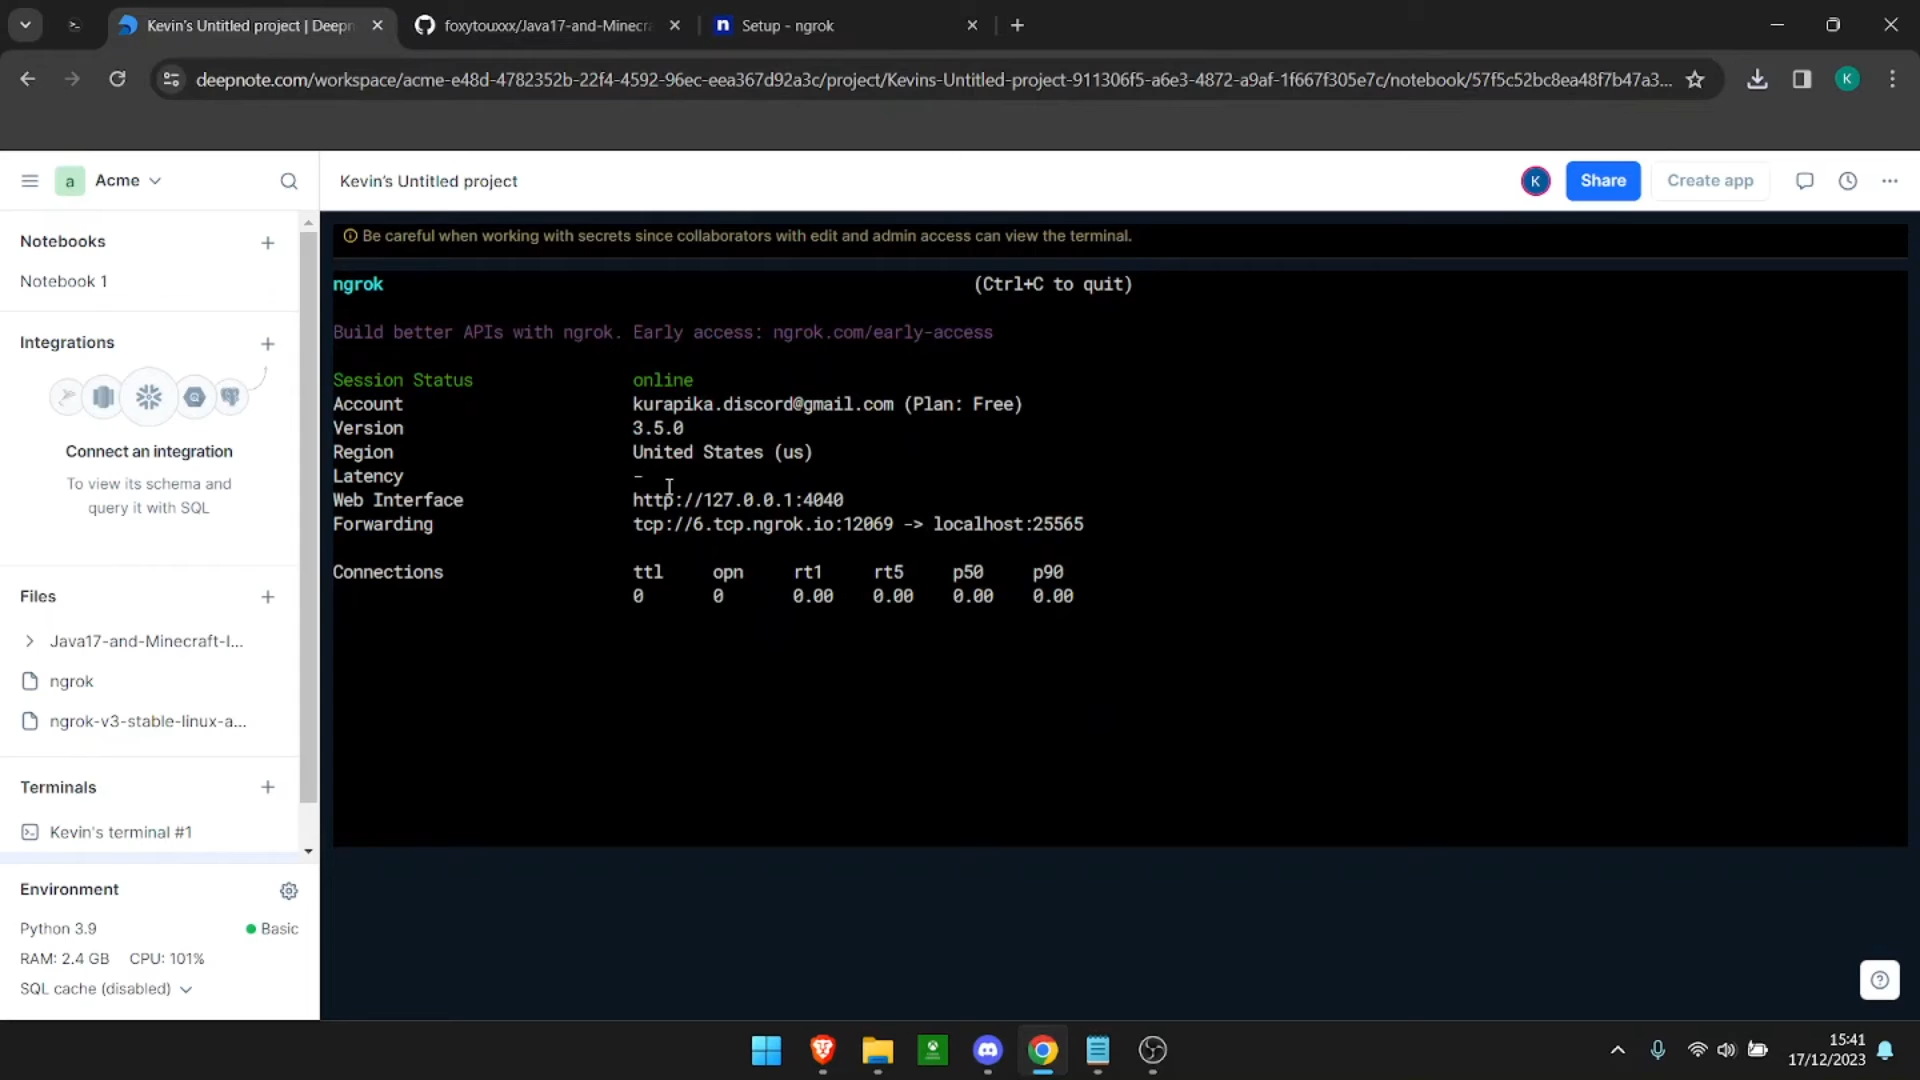 Kevin's Untitled project | Deepn
foxytouxxx/Java17-and-Minecra
Setup - ngrok
deepnote.com/workspace/acme-e48d-4782352b-22f4-4592-96ec-eea367d92a3c/project/Kevins-Untitled-project-911306f5-a6e3-4872-a9af-1f667f305e7c/notebook/57f5c52bc8ea48f7b47a3...
K
a Acme
Kevin's Untitled project
K
Share
Create app
Notebooks
Notebook 1
Integrations
Connect an integration
To view its schema and
query it with SQL
Files
Java17-and-Minecraft-I...
ngrok
ngrok-v3-stable-linux-a...
Terminals
Kevin's terminal #1
Environment
Python 3.9 Basic
RAM: 2.4 GB CPU: 101%
SQL cache (disabled)
Be careful when working with secrets since collaborators with edit and admin access can view the terminal.
ngrok (Ctrl+C to quit)
Build better APIs with ngrok. Early access: ngrok.com/early-access
Session Status online
Account kurapika.discord@gmail.com (Plan: Free)
Version 3.5.0
Region United States (us)
Latency -
Web Interface http://127.0.0.1:4040
Forwarding tcp://6.tcp.ngrok.io:12069 -> localhost:25565
Connections ttl opn rt1 rt5 p50 p90
0 0 0.00 0.00 0.00 0.00
15:41
17/12/2023